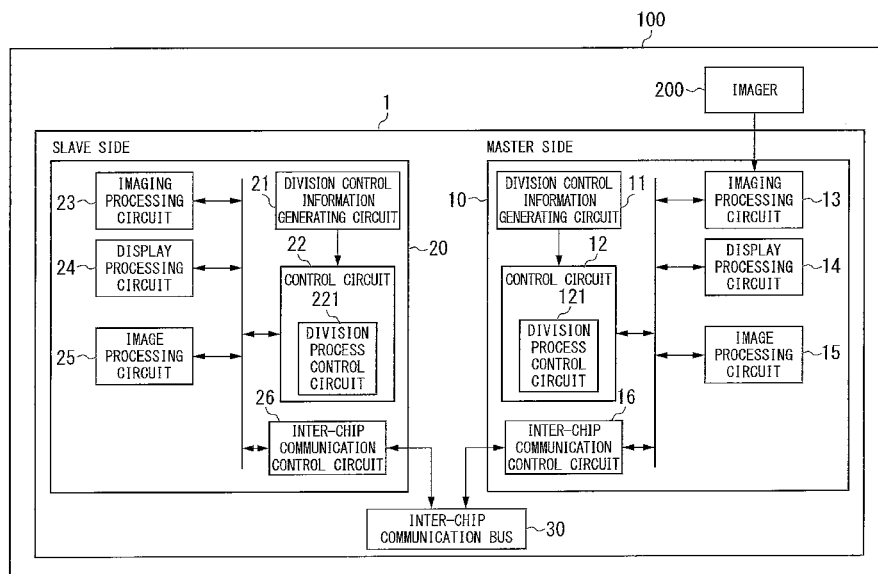 100
200
IMAGER
1
SLAVE SIDE
23
IMAGING
PROCESSING
CIRCUIT
21
DIVISION CONTROL
INFORMATION
GENERATING CIRCUIT
20
24
DISPLAY
PROCESSING
CIRCUIT
22
CONTROL CIRCUIT
221
DIVISION
PROCESS
CONTROL
CIRCUIT
25
IMAGE
PROCESSING
CIRCUIT
26
INTER-CHIP
COMMUNICATION
CONTROL CIRCUIT
MASTER SIDE
10
DIVISION CONTROL
INFORMATION
GENERATING CIRCUIT
11
IMAGING
PROCESSING
CIRCUIT
13
12
CONTROL CIRCUIT
121
DIVISION
PROCESS
CONTROL
CIRCUIT
DISPLAY
PROCESSING
CIRCUIT
14
IMAGE
PROCESSING
CIRCUIT
15
16
INTER-CHIP
COMMUNICATION
CONTROL CIRCUIT
INTER-CHIP
COMMUNICATION BUS
30